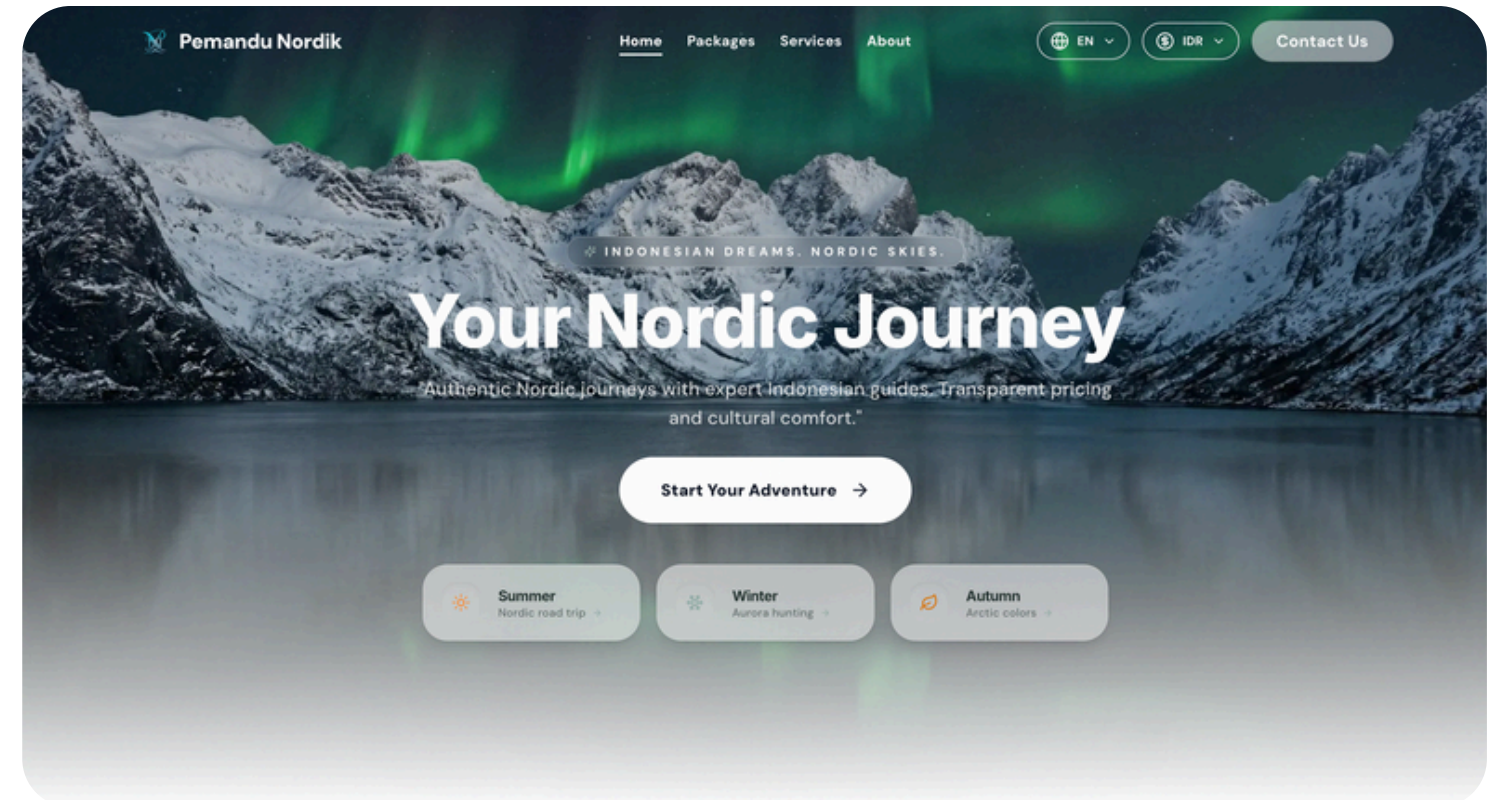 Pemandu Nordik
Home Packages Services About
EN IDR Contact Us
INDONESIAN DREAMS. NORDIC SKIES.
Your Nordic Journey
"Authentic Nordic journeys with expert Indonesian guides. Transparent pricing
and cultural comfort."
Start Your Adventure →
Summer
Nordic road trip →
Winter
Aurora hunting →
Autumn
Arctic colors →